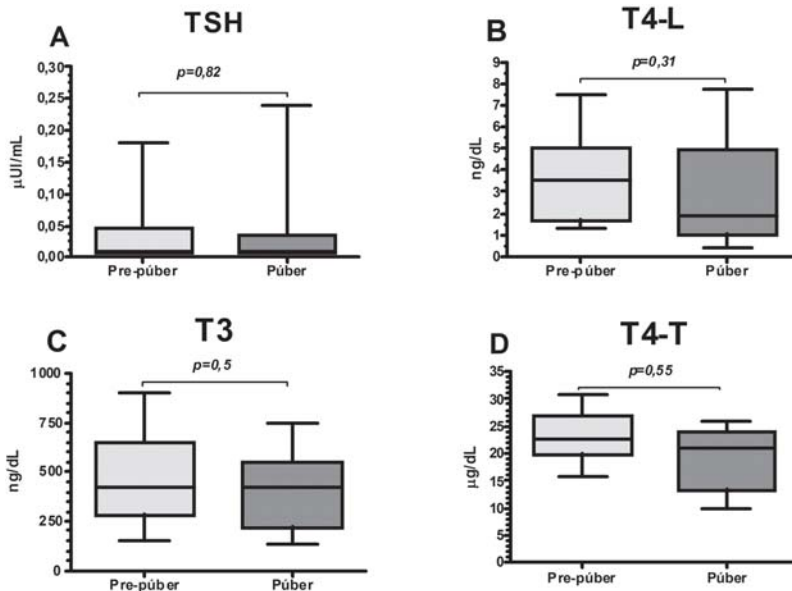 A
TSH
p=0,82
μUI/mL
0,30
0,25
0,20
0,15
0,10
0,05
0,00
Pre-púber Púber
B
T4-L
p=0,31
ng/dL
9
8
7
6
5
4
3
2
1
0
Pre-púber Púber
C
T3
p=0,5
ng/dL
1000
750
500
250
0
Pre-púber Púber
D
T4-T
p=0,55
μg/dL
35
30
25
20
15
10
5
0
Pre-púber Púber